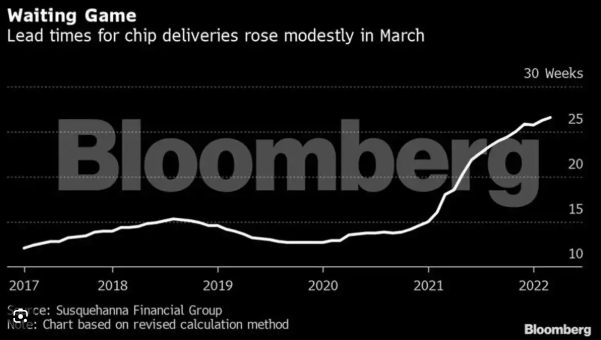 Waiting Game
Lead times for chip deliveries rose modestly in March
30 Weeks
25
20
15
10
Bloomberg
2017 2018 2019 2020 2021 2022
Source: Susquehanna Financial Group
Note: Chart based on revised calculation method
Bloomberg